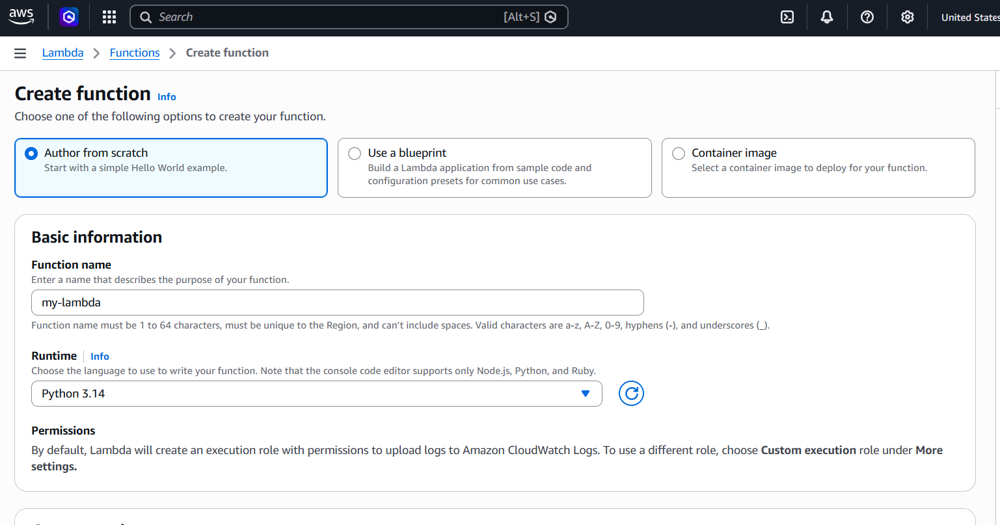 aws
Search [Alt+S]
United States
Lambda Functions Create function
Create function Info
Choose one of the following options to create your function.
Author from scratch
Start with a simple Hello World example.
Use a blueprint
Build a Lambda application from sample code and
configuration presets for common use cases.
Container image
Select a container image to deploy for your function.
Basic information
Function name
Enter a name that describes the purpose of your function.
my-lambda
Function name must be 1 to 64 characters, must be unique to the Region, and can’t include spaces. Valid characters are a-z, A-Z, 0-9, hyphens (-), and underscores (_).
Runtime Info
Choose the language to use to write your function. Note that the console code editor supports only Node.js, Python, and Ruby.
Python 3.14
Permissions
By default, Lambda will create an execution role with permissions to upload logs to Amazon CloudWatch Logs. To use a different role, choose Custom execution role under More
settings.